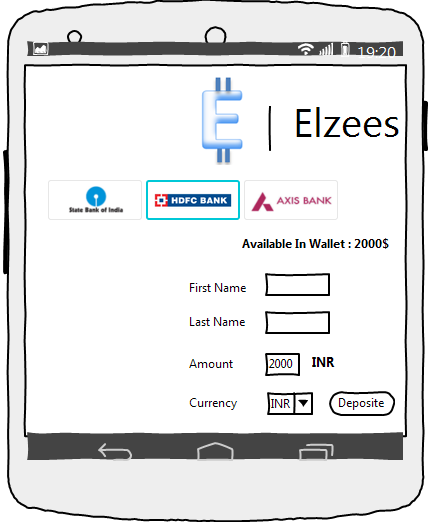 19:20
E | Elzees
State Bank of India
HDFC BANK
AXIS BANK
Available In Wallet : 2000$
First Name
Last Name
Amount 2000 INR
Currency INR Deposite